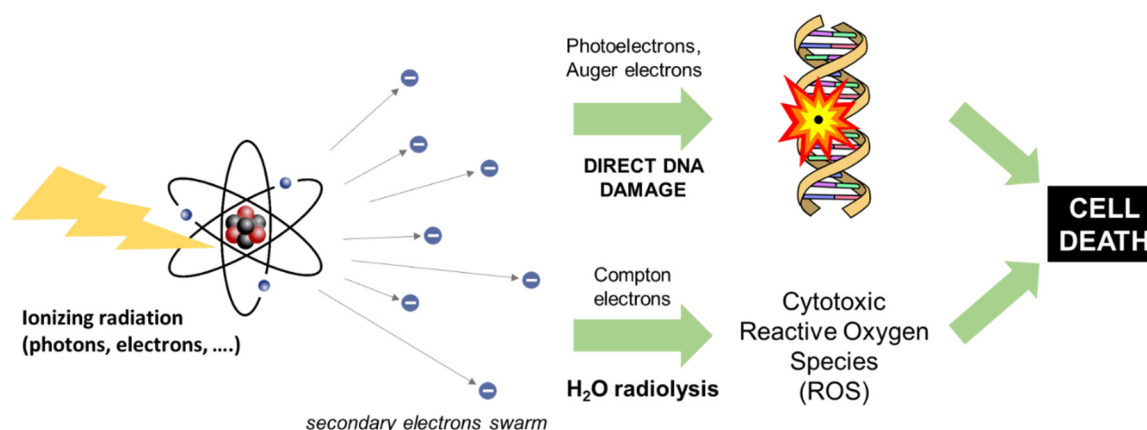 Ionizing radiation
(photons, electrons, ....)
secondary electrons swarm
Photoelectrons,
Auger electrons
DIRECT DNA
DAMAGE
Compton
electrons
H₂O radiolysis
Cytotoxic
Reactive Oxygen
Species
(ROS)
CELL
DEATH